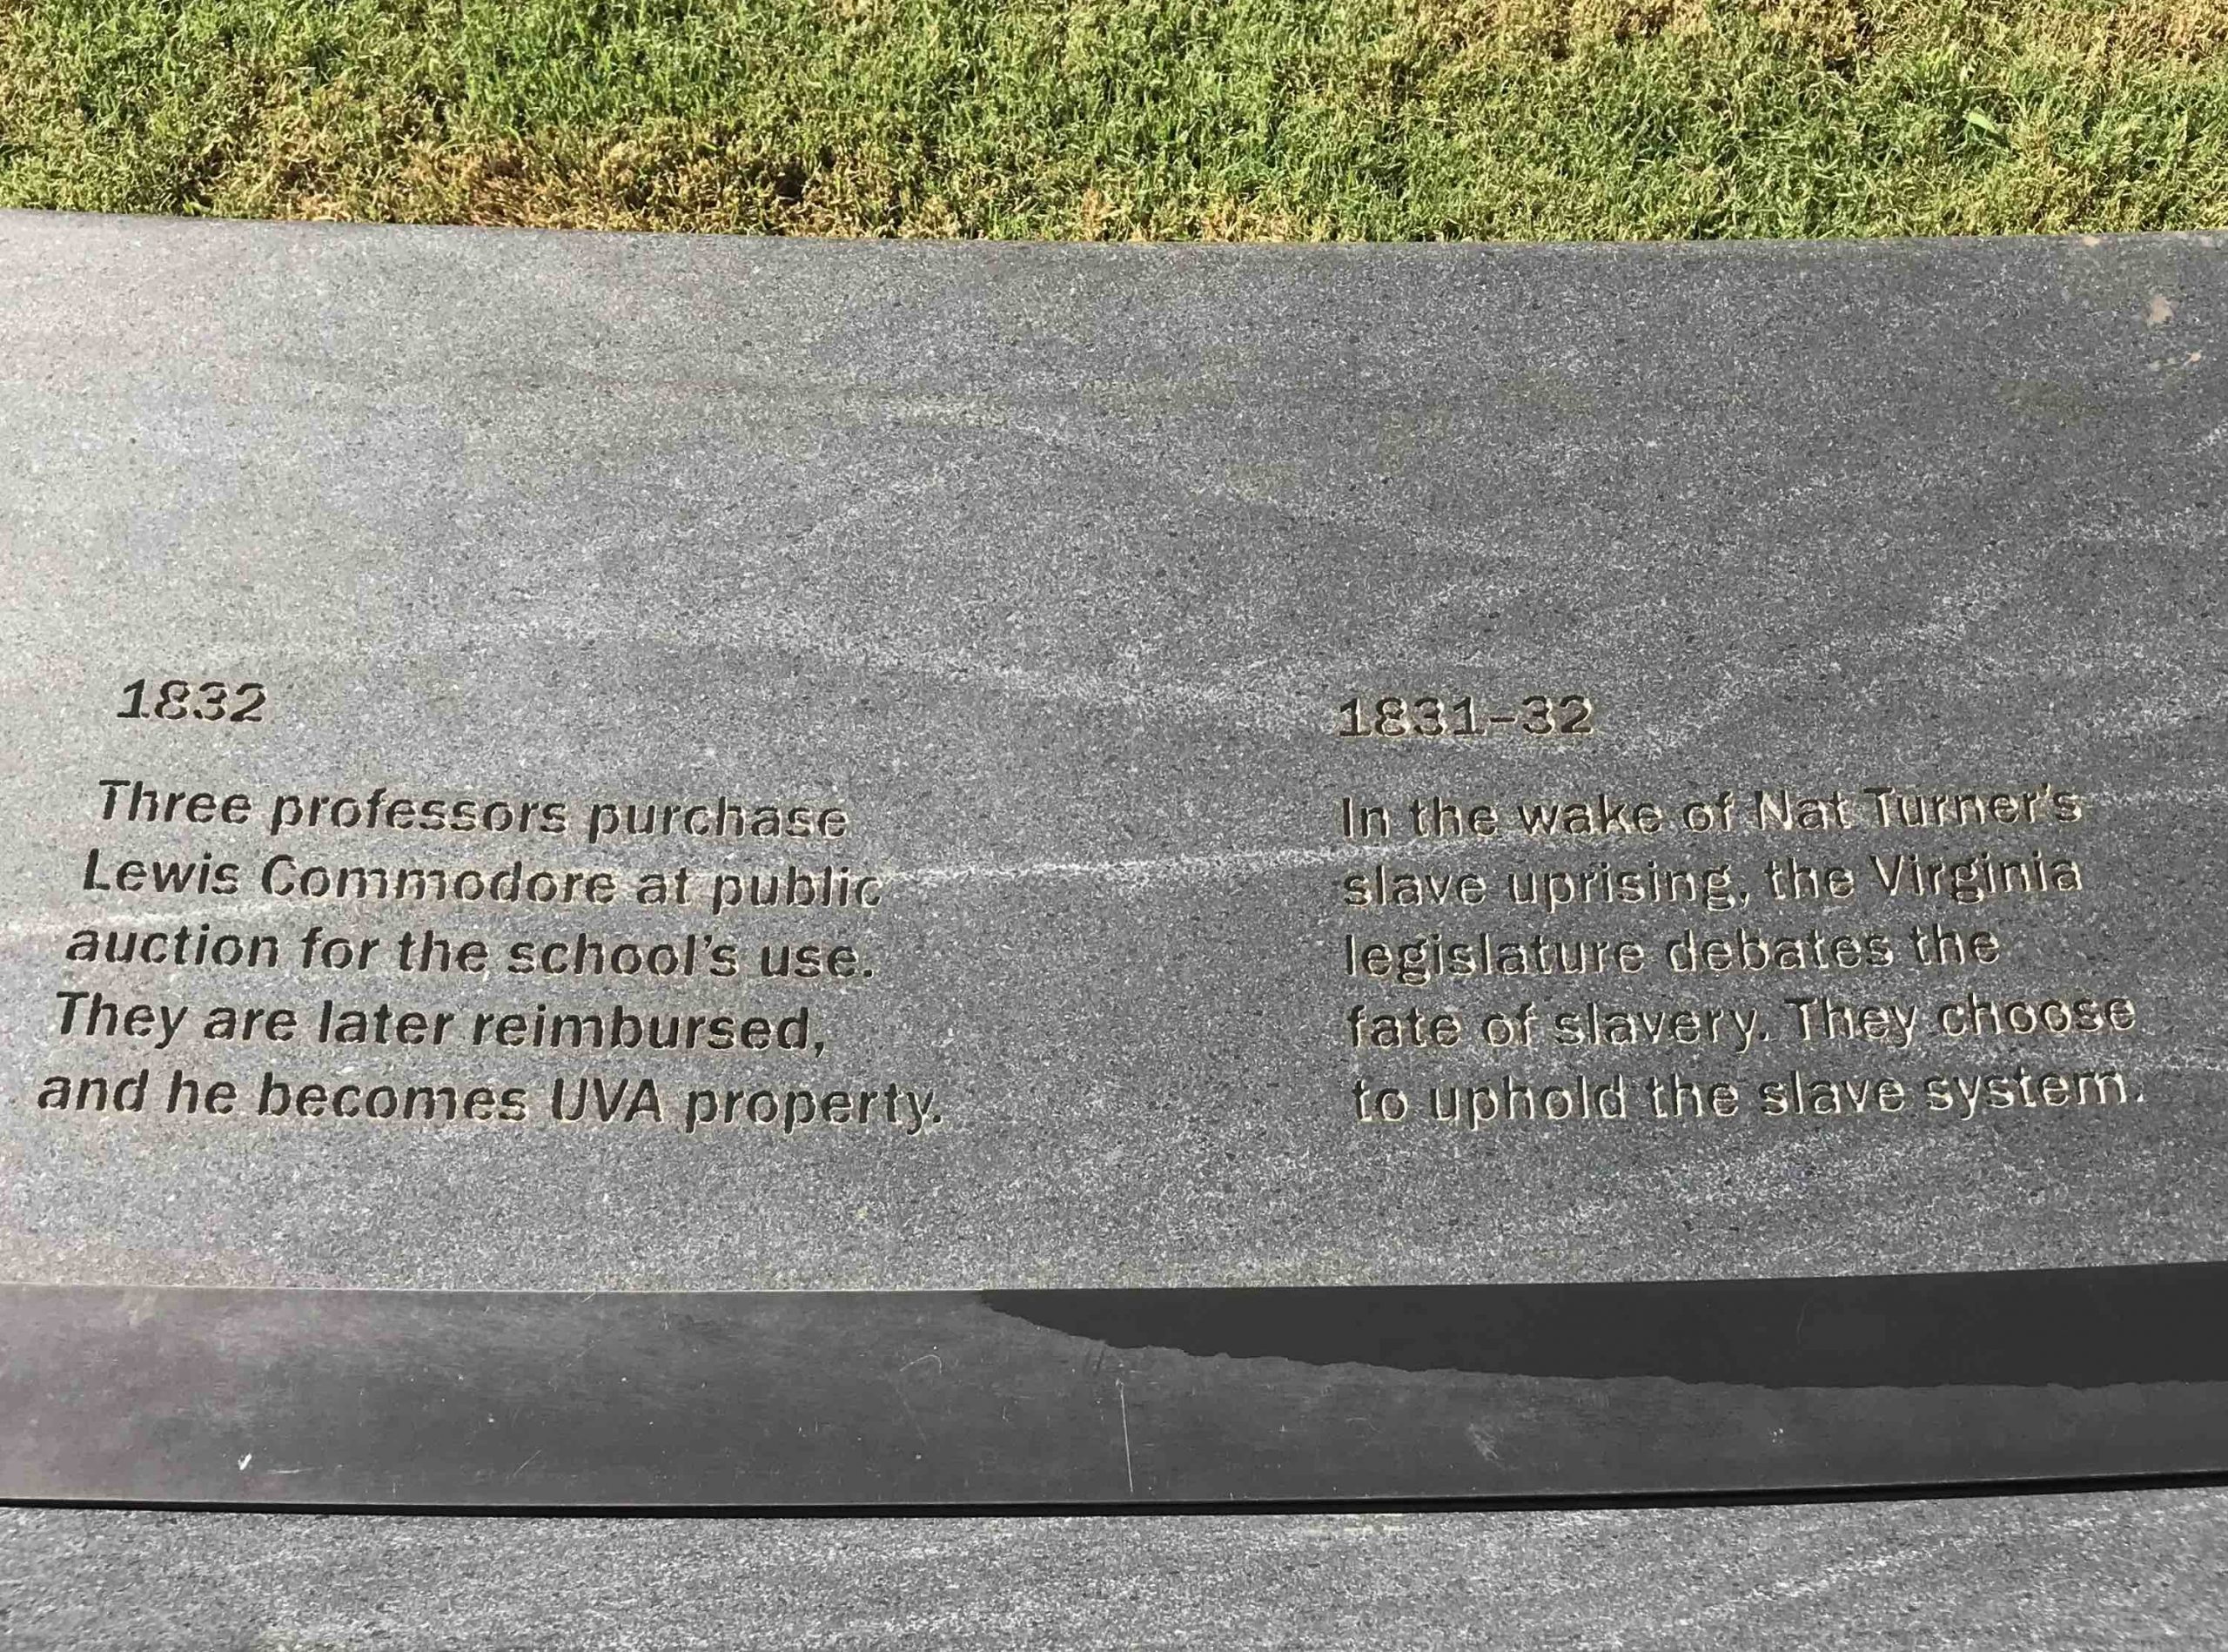 1832
Three professors purchase
Lewis Commodore at public
auction for the school's use.
They are later reimbursed,
and he becomes UVA property.
1831–32
In the wake of Nat Turner's
slave uprising, the Virginia
legislature debates the
fate of slavery. They choose
to uphold the slave system.